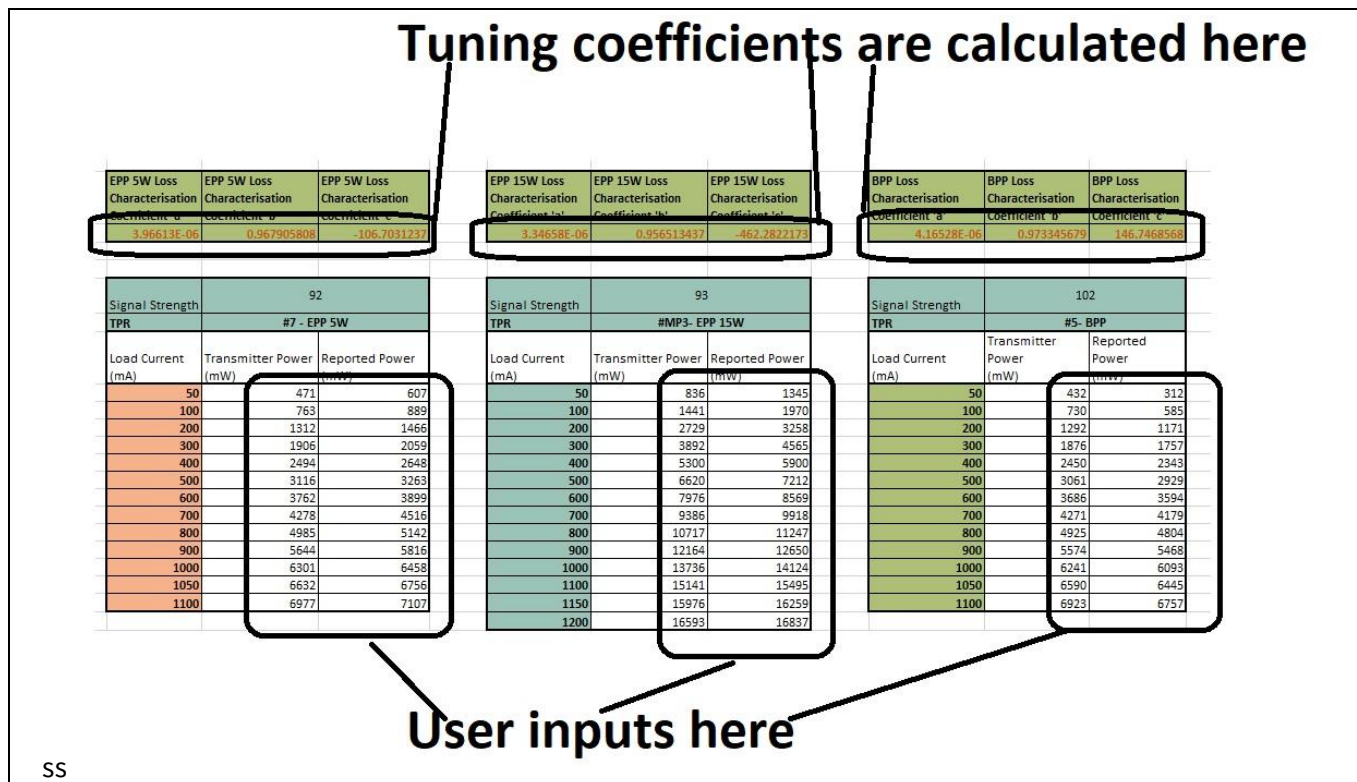 Tuning coefficients are calculated here
EPP 5W Loss Characterisation Coefficient 'a' EPP 5W Loss Characterisation Coefficient 'b' EPP 5W Loss Characterisation Coefficient 'c'
3.96613E-06 0.967905808 -106.7031237
Signal Strength 92
TPR #7 - EPP 5W
Load Current (mA) Transmitter Power (mW) Reported Power (mW)
50 471 607
100 763 889
200 1312 1466
300 1906 2059
400 2494 2648
500 3116 3263
600 3762 3899
700 4278 4516
800 4985 5142
900 5644 5816
1000 6301 6458
1050 6632 6756
1100 6977 7107
EPP 15W Loss Characterisation Coefficient 'a' EPP 15W Loss Characterisation Coefficient 'b' EPP 15W Loss Characterisation Coefficient 'c'
3.34658E-06 0.956513437 -462.2822173
Signal Strength 93
TPR #MP3- EPP 15W
Load Current (mA) Transmitter Power (mW) Reported Power (mW)
50 836 1345
100 1441 1970
200 2729 3258
300 3892 4565
400 5300 5900
500 6620 7212
600 7976 8569
700 9386 9918
800 10717 11247
900 12164 12650
1000 13736 14124
1100 15141 15495
1150 15976 16259
1200 16593 16837
BPP Loss Characterisation Coefficient 'a' BPP Loss Characterisation Coefficient 'b' BPP Loss Characterisation Coefficient 'c'
4.16528E-06 0.973345679 146.7468568
Signal Strength 102
TPR #5- BPP
Load Current (mA) Transmitter Power (mW) Reported Power (mW)
50 432 312
100 730 585
200 1292 1171
300 1876 1757
400 2450 2343
500 3061 2929
600 3686 3594
700 4271 4179
800 4925 4804
900 5574 5468
1000 6241 6093
1050 6590 6445
1100 6923 6757
User inputs here
ss